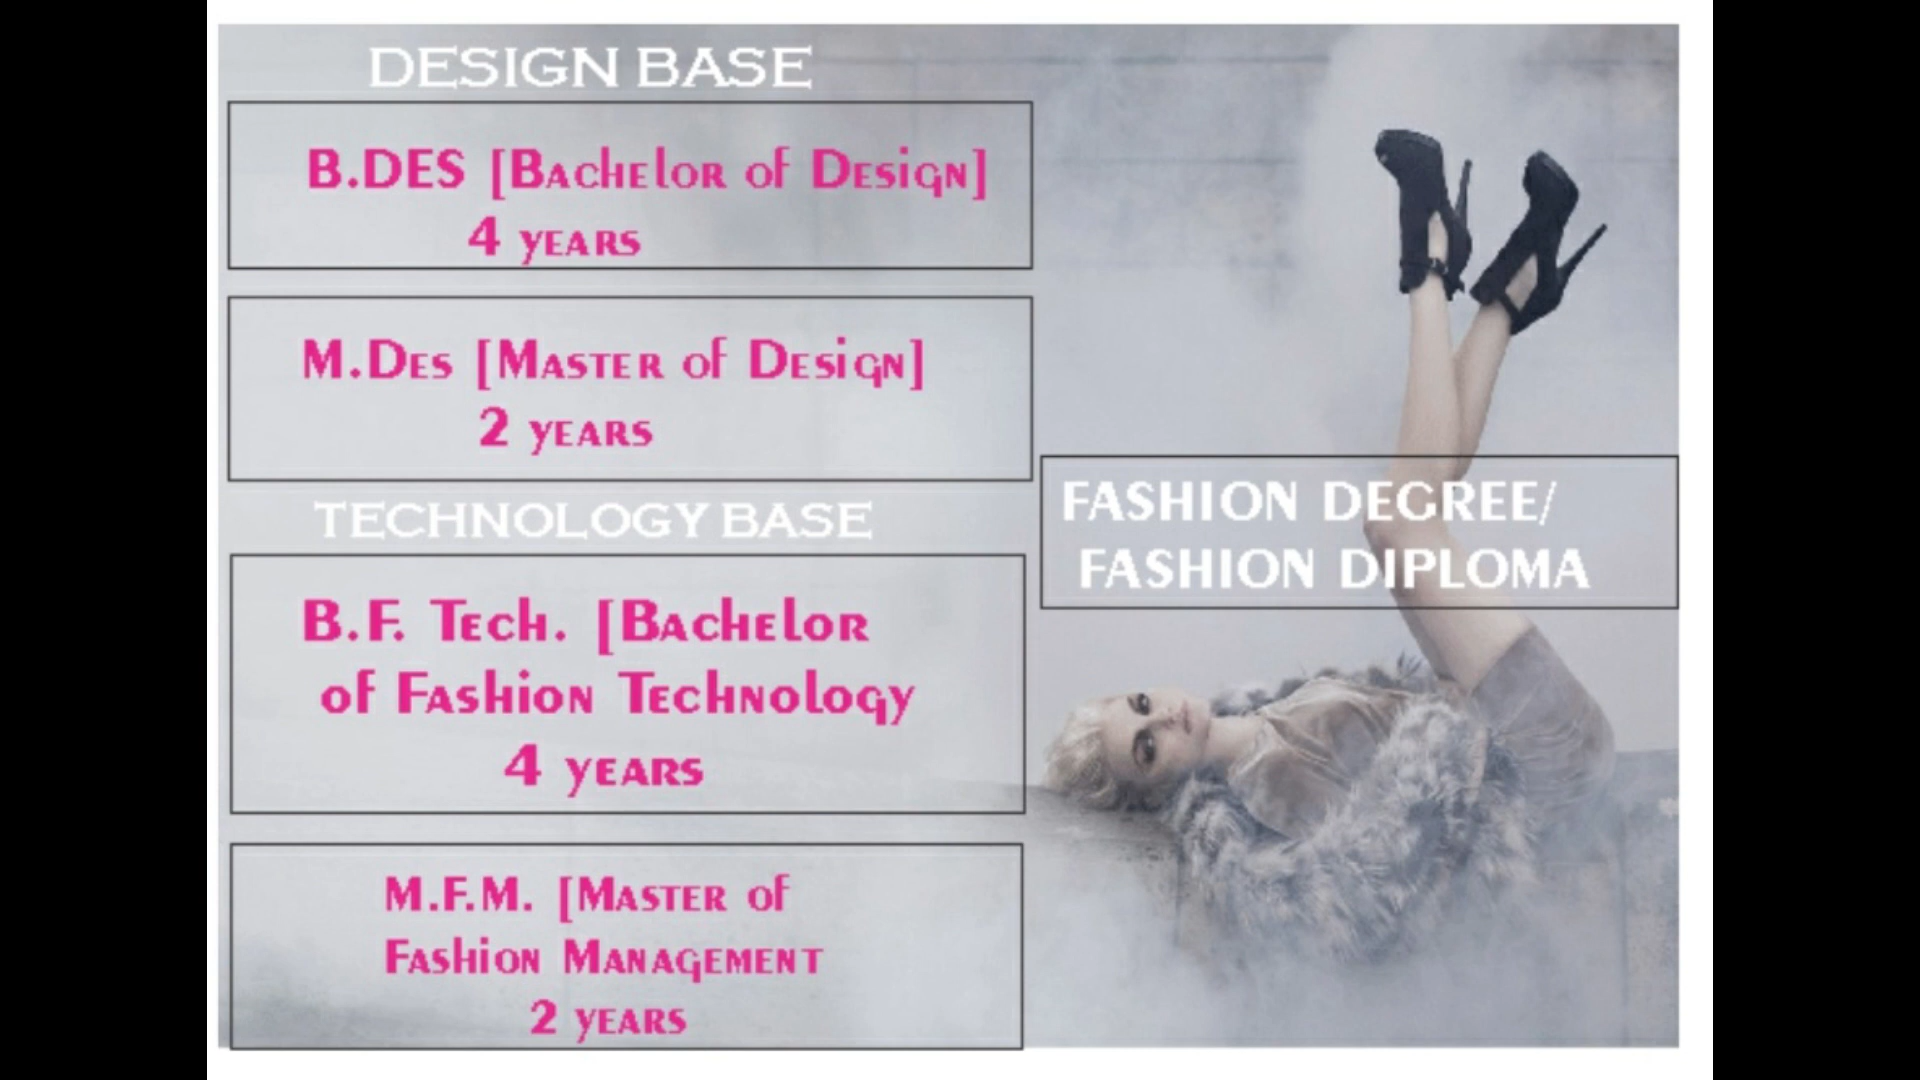 DESIGN BASE
B.DES [Bachelor of Design]
4 years
M.Des [Master of Design]
2 years
TECHNOLOGY BASE
B.F. Tech. [Bachelor
of Fashion Technology
4 years
M.F.M. [Master of
Fashion Management
2 years
FASHION DEGREE/
FASHION DIPLOMA